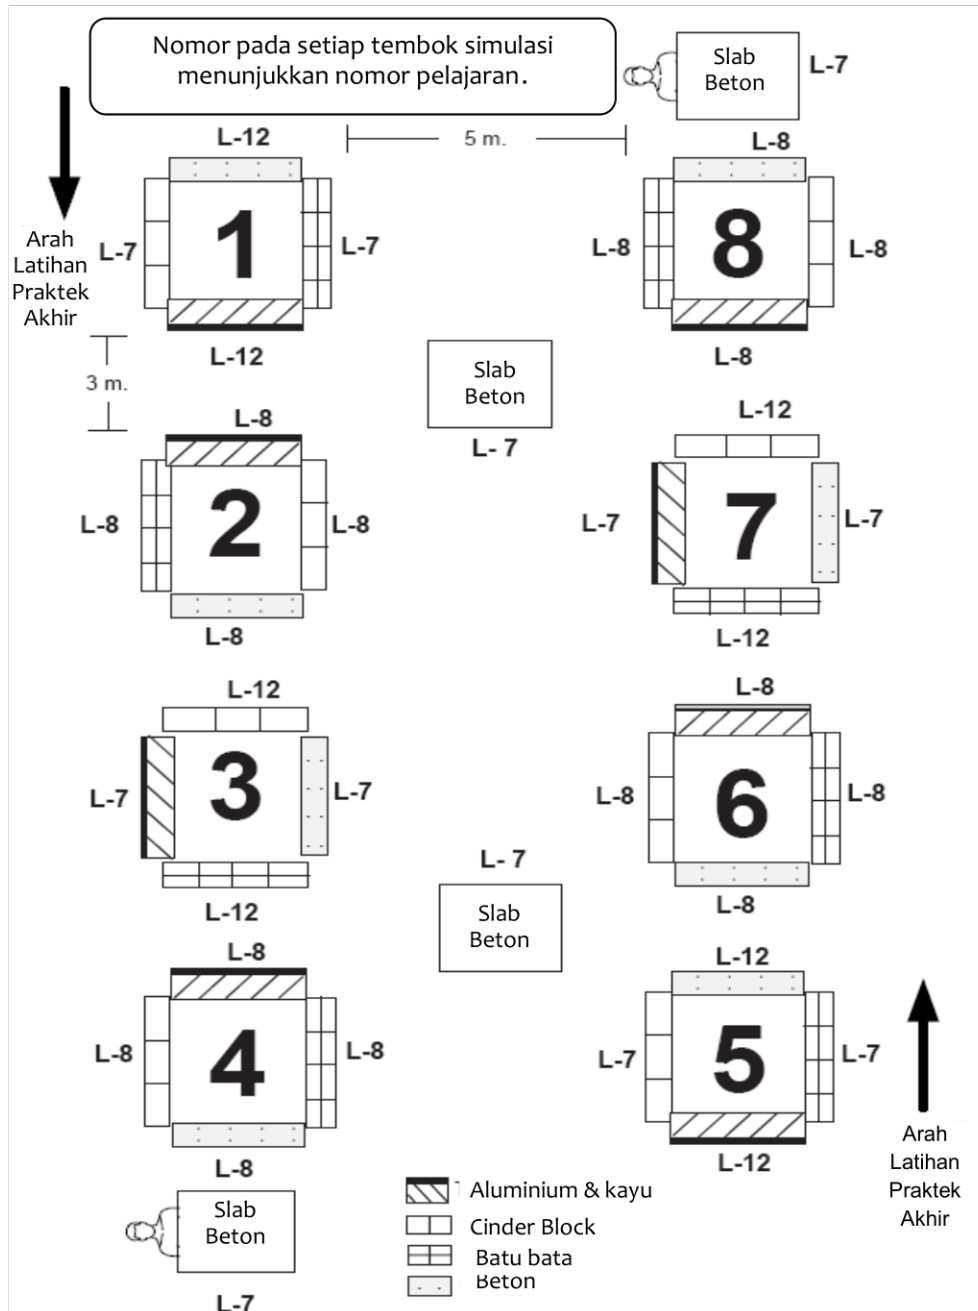 Nomor pada setiap tembok simulasi
menunjukkan nomor pelajaran.
Slab
Beton
L-7
5 m.
L-12
L-8
Arah
Latihan
Praktek
Akhir
L-7
1
L-7
L-8
8
L-8
L-12
L-8
3 m.
Slab
Beton
L- 7
L-8
L-12
L-8
2
L-8
L-7
7
L-7
L-8
L-12
L-12
L-8
L-7
3
L-7
L-8
6
L-8
L-12
L- 7
Slab
Beton
L-8
L-8
L-12
L-8
4
L-8
L-7
5
L-7
L-8
L-12
Arah
Latihan
Praktek
Akhir
Slab
Beton
L-7
Aluminium & kayu
Cinder Block
Batu bata
Beton